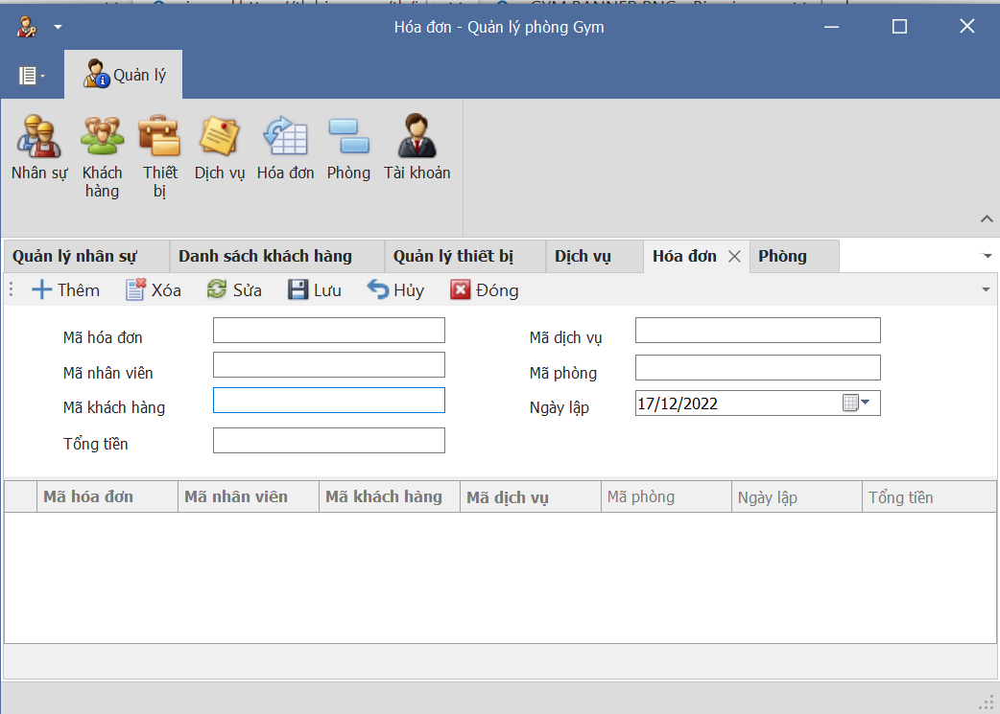 Hóa đơn - Quản lý phòng Gym
Quản lý
Nhân sự
Khách hàng
Thiết bị
Dịch vụ
Hóa đơn
Phòng
Tài khoản
Quản lý nhân sự
Danh sách khách hàng
Quản lý thiết bị
Dịch vụ
Hóa đơn
Phòng
Thêm
Xóa
Sửa
Lưu
Hủy
Đóng
Mã hóa đơn
Mã dịch vụ
Mã nhân viên
Mã phòng
Mã khách hàng
Ngày lập
17/12/2022
Tổng tiền
Mã hóa đơn
Mã nhân viên
Mã khách hàng
Mã dịch vụ
Mã phòng
Ngày lập
Tổng tiền